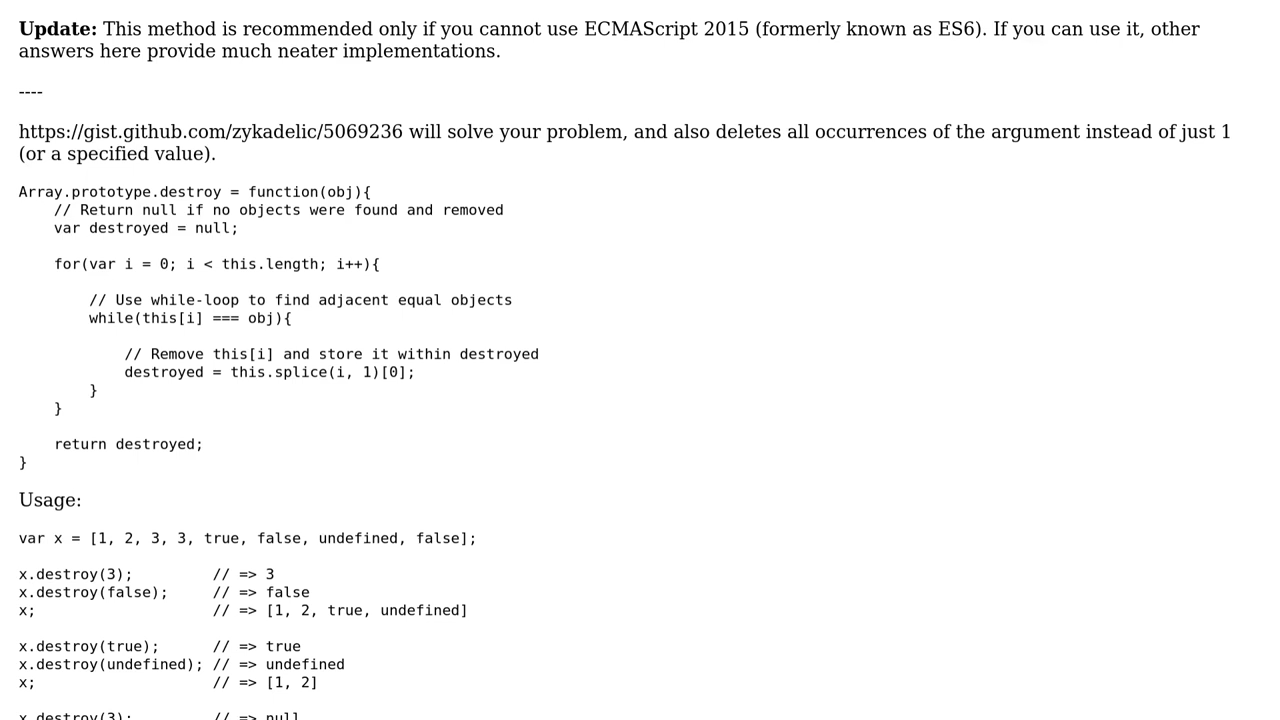 Update: This method is recommended only if you cannot use ECMAScript 2015 (formerly known as ES6). If you can use it, other
answers here provide much neater implementations.
----
https://gist.github.com/zykadelic/5069236 will solve your problem, and also deletes all occurrences of the argument instead of just 1
(or a specified value).
Array.prototype.destroy = function(obj){
    // Return null if no objects were found and removed
    var destroyed = null;

    for(var i = 0; i < this.length; i++){

        // Use while-loop to find adjacent equal objects
        while(this[i] === obj){

            // Remove this[i] and store it within destroyed
            destroyed = this.splice(i, 1)[0];
        }
    }

    return destroyed;
}
Usage:
var x = [1, 2, 3, 3, true, false, undefined, false];

x.destroy(3);         // => 3
x.destroy(false);     // => false
x;                    // => [1, 2, true, undefined]

x.destroy(true);      // => true
x.destroy(undefined); // => undefined
x;                    // => [1, 2]

x.destroy(3);         // => null